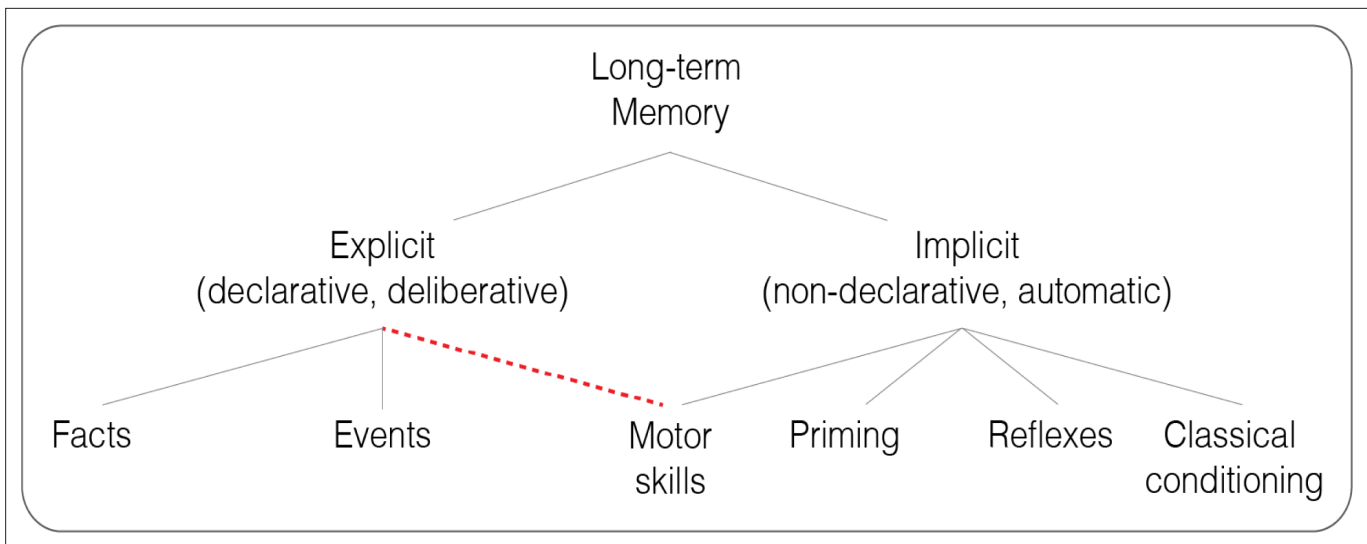 Long-term
Memory
Explicit
(declarative, deliberative)
Implicit
(non-declarative, automatic)
Facts
Events
Motor
skills
Priming
Reflexes
Classical
conditioning